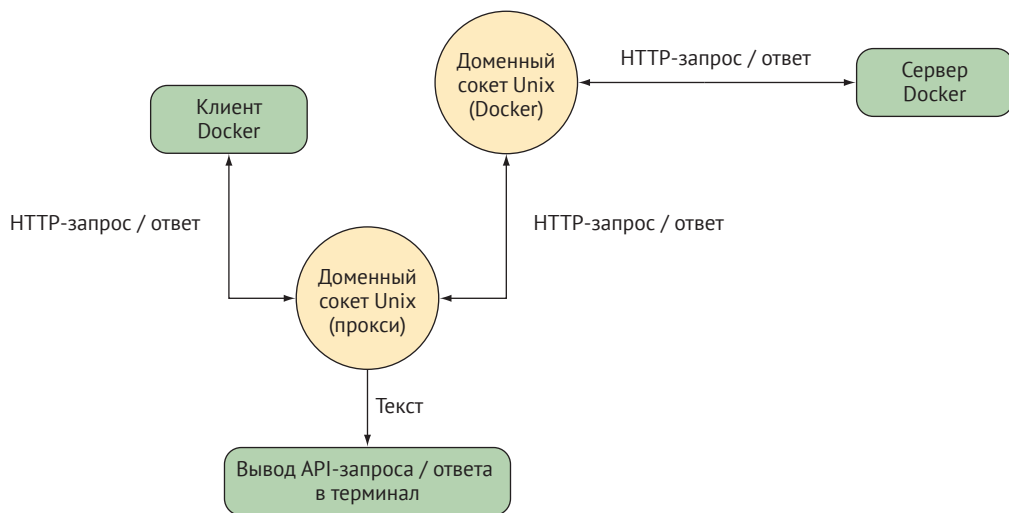 Доменный
сокет Unix
(Docker)
HTTP-запрос / ответ
Сервер
Docker
Клиент
Docker
HTTP-запрос / ответ
HTTP-запрос / ответ
Доменный
сокет Unix
(прокси)
Текст
Вывод API-запроса / ответа
в терминал